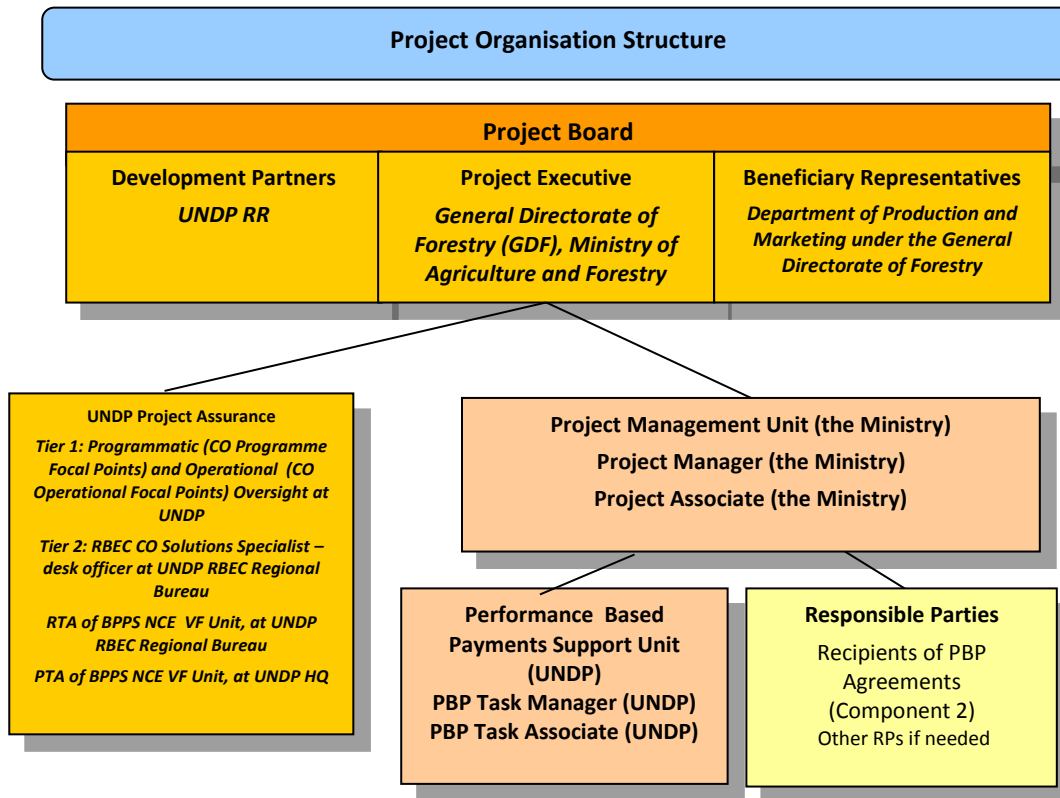 Project Organisation Structure
Project Board
Development Partners
UNDP RR
Project Executive
General Directorate of
Forestry (GDF), Ministry of
Agriculture and Forestry
Beneficiary Representatives
Department of Production and
Marketing under the General
Directorate of Forestry
UNDP Project Assurance
Tier 1: Programmatic (CO Programme
Focal Points) and Operational (CO
Operational Focal Points) Oversight at
UNDP
Tier 2: RBEC CO Solutions Specialist –
desk officer at UNDP RBEC Regional
Bureau
RTA of BPPS NCE VF Unit, at UNDP
RBEC Regional Bureau
PTA of BPPS NCE VF Unit, at UNDP HQ
Project Management Unit (the Ministry)
Project Manager (the Ministry)
Project Associate (the Ministry)
Performance Based
Payments Support Unit
(UNDP)
PBP Task Manager (UNDP)
PBP Task Associate (UNDP)
Responsible Parties
Recipients of PBP
Agreements
(Component 2)
Other RPs if needed